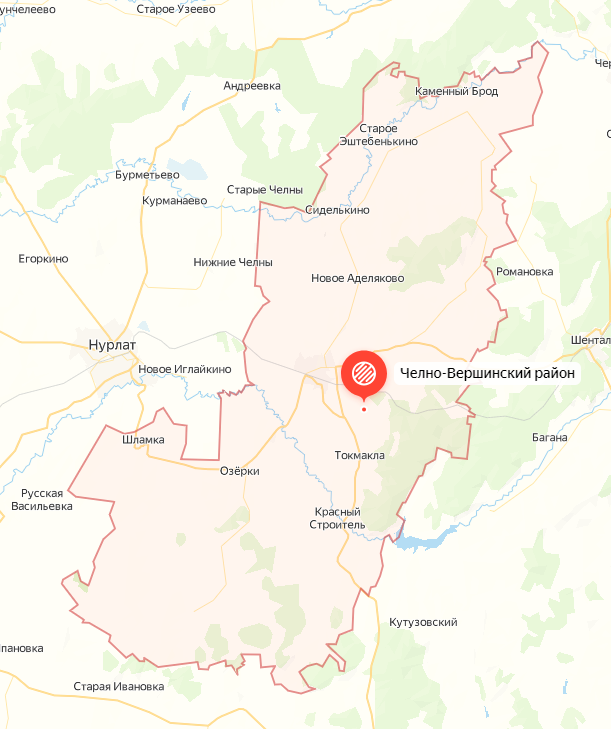 Старое Узеево
Андреевка
Каменный Брод
Старое
Эштебенькино
Бурметьево
Старые Челны
Курманаево
Сиделькино
Егоркино
Нижние Челны
Романовка
Новое Аделяково
Нурлат
Шентал
Новое Иглайкино
Челно-Вершинский район
Шламка
Багана
Токмакла
Озёрки
Русская
Васильевка
Красный
Строитель
Кутузовский
Старая Ивановка